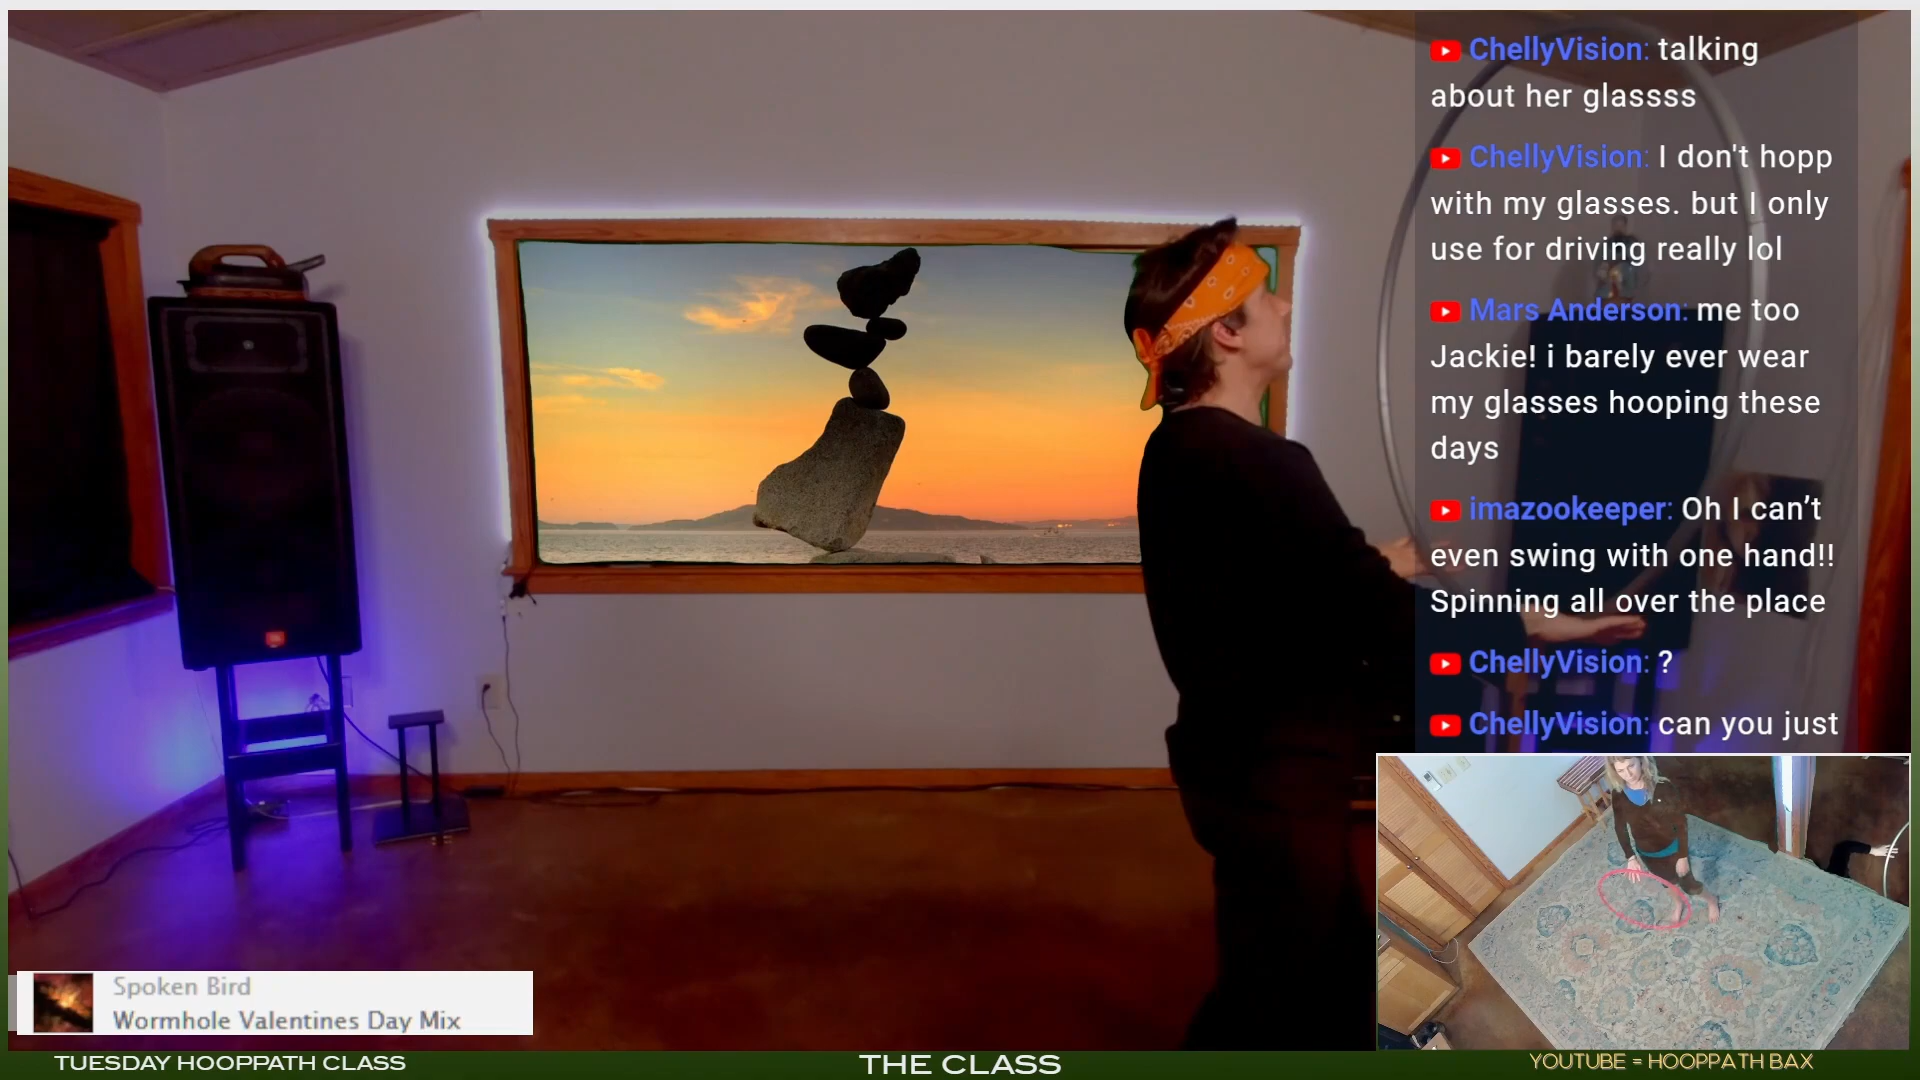 ChellyVision: talking
about her glassss
ChellyVision: I don't hopp
with my glasses. but I only
use for driving really lol
Mars Anderson: me too
Jackie! i barely ever wear
my glasses hooping these
days
imazookeeper: Oh I can’t
even swing with one hand!!
Spinning all over the place
ChellyVision: ?
ChellyVision: can you just
Spoken Bird
Wormhole Valentines Day Mix
TUESDAY HOOPPATH CLASS
THE CLASS
YOUTUBE = HOOPPATH BAX